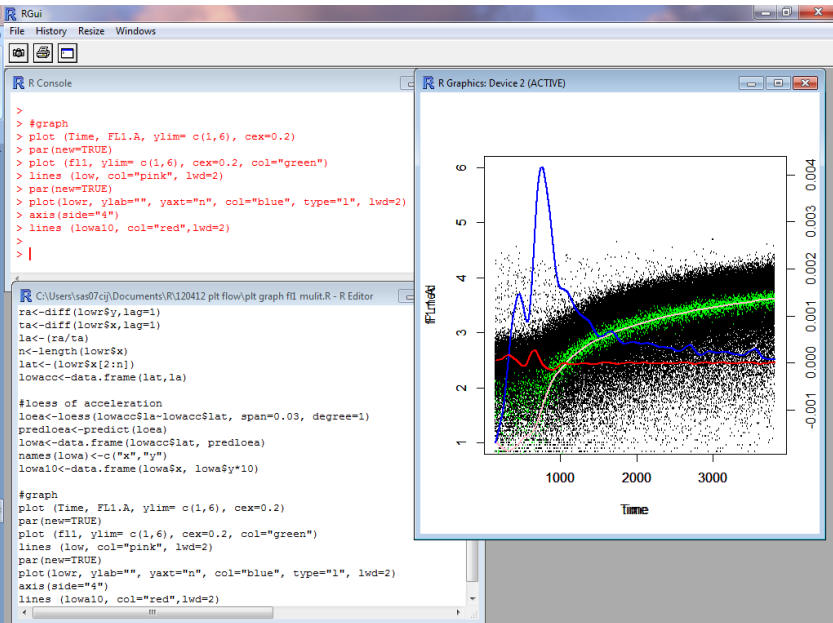 RGui
File History Resize Windows
R Console
>
> #graph
> plot (Time, FL1.A, ylim= c(1,6), cex=0.2)
> par(new=TRUE)
> plot (fl1, ylim= c(1,6), cex=0.2, col="green")
> lines (low, col="pink", lwd=2)
> par(new=TRUE)
> plot(lowr, ylab="", yaxt="n", col="blue", type="l", lwd=2)
> axis(side="4")
> lines (lowa10, col="red",lwd=2)
>
>
C:\Users\sas07cij\Documents\R\120412 plt flow\plt graph fl1 mulit.R - R Editor
ra<-diff(lowr$y,lag=1)
ta<-diff(lowr$x,lag=1)
la<-(ra/ta)
n<-length(lowr$x)
lat<-(lowr$x[2:n])
lowacc<-data.frame(lat,la)
#loess of acceleration
loea<-loess(lowacc$la~lowacc$lat, span=0.03, degree=1)
predloea<-predict(loea)
lowa<-data.frame(lowacc$lat, predloea)
names(lowa)<-c("x","y")
lowa10<-data.frame(lowa$x, lowa$y*10)
#graph
plot (Time, FL1.A, ylim= c(1,6), cex=0.2)
par(new=TRUE)
plot (fl1, ylim= c(1,6), cex=0.2, col="green")
lines (low, col="pink", lwd=2)
par(new=TRUE)
plot(lowr, ylab="", yaxt="n", col="blue", type="l", lwd=2)
axis(side="4")
lines (lowa10, col="red",lwd=2)
R Graphics: Device 2 (ACTIVE)
6
5
4
3
2
1
0.004
0.003
0.002
0.001
0.000
-0.001
1000 2000 3000